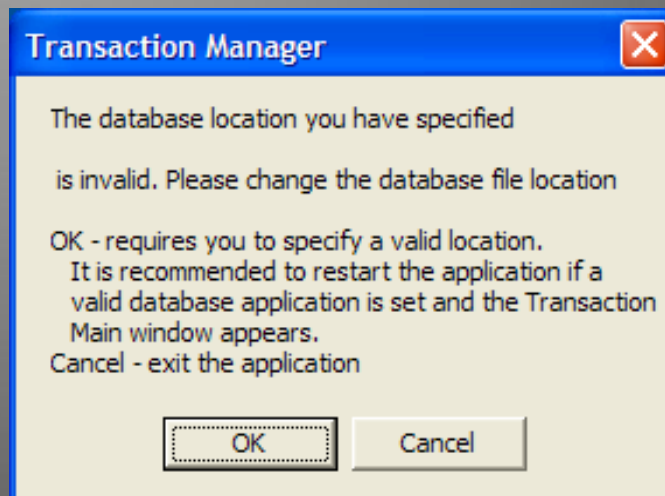 Transaction Manager
The database location you have specified
is invalid. Please change the database file location
OK - requires you to specify a valid location.
It is recommended to restart the application if a
valid database application is set and the Transaction
Main window appears.
Cancel - exit the application
OK Cancel